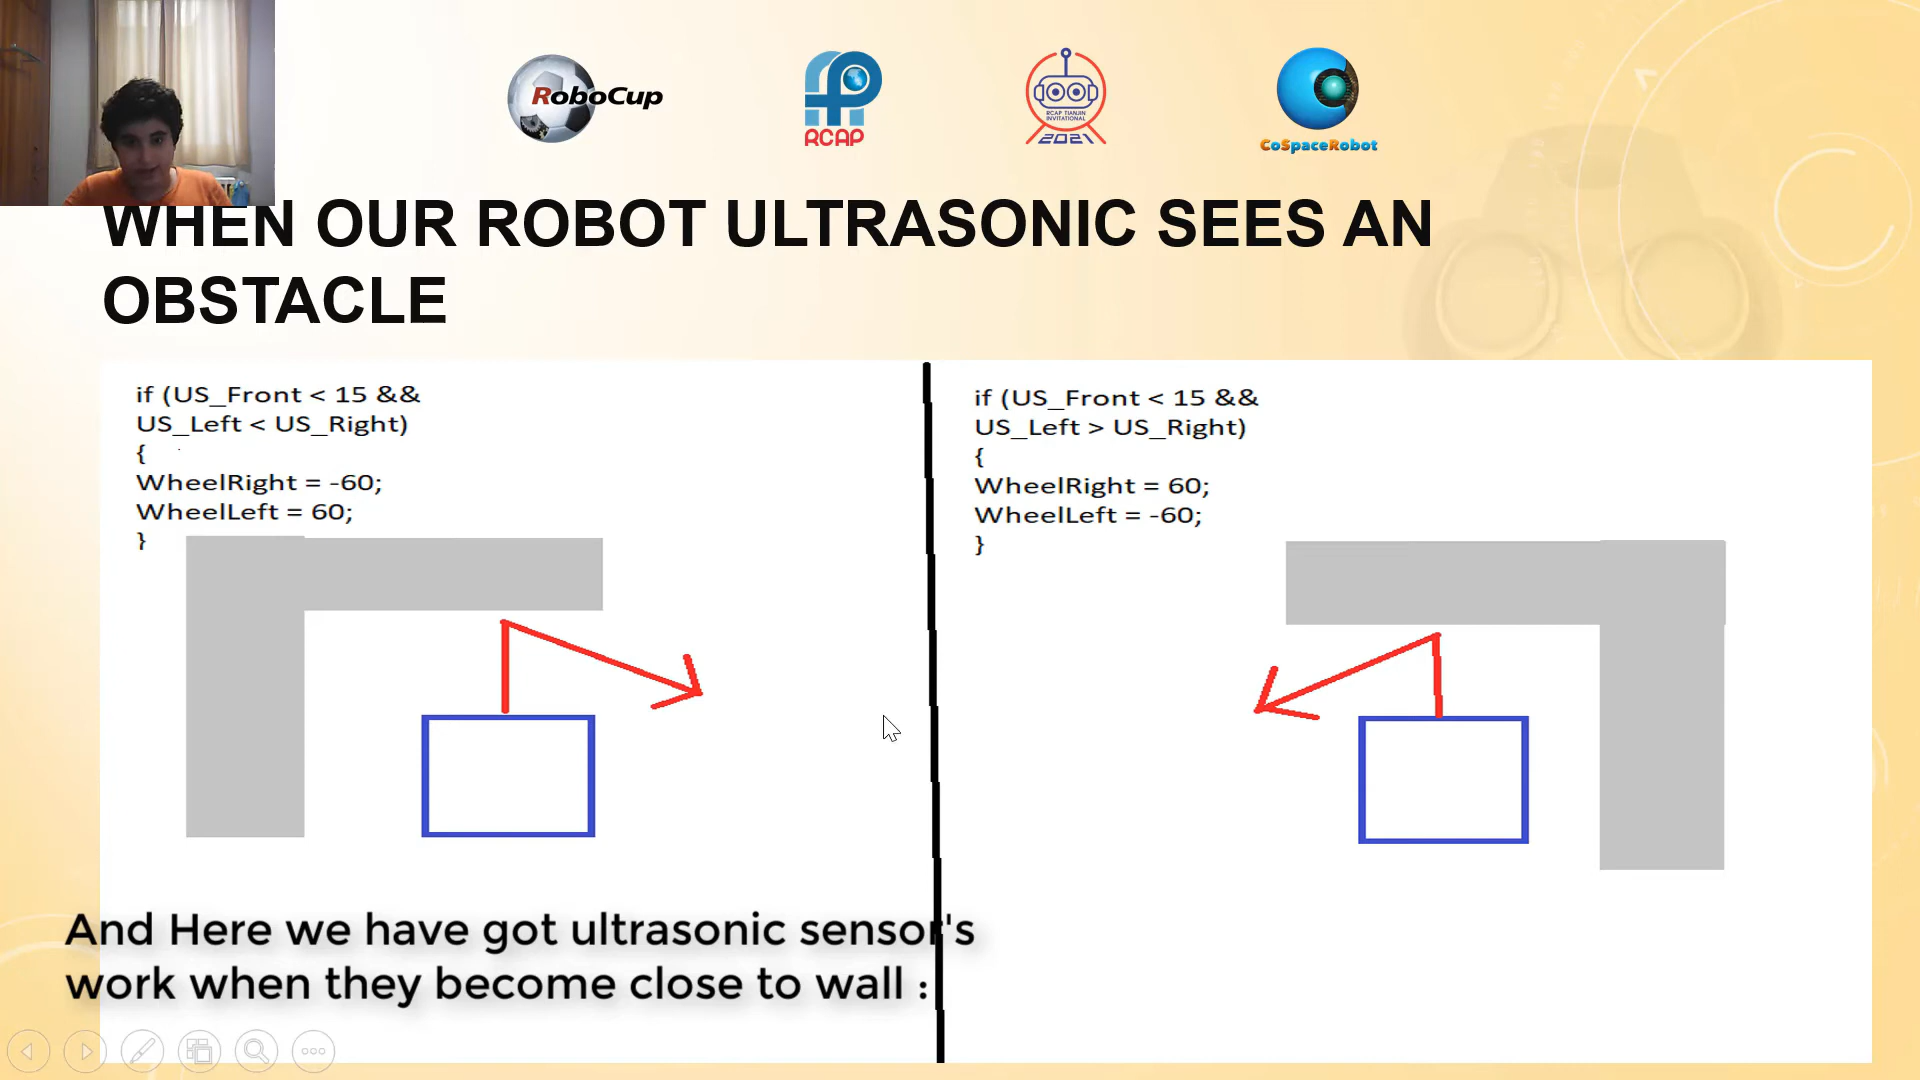 RoboCup
RCAP
RCAP TIANJIN
INVITATIONAL
2021
CoSpaceRobot
WHEN OUR ROBOT ULTRASONIC SEES AN
OBSTACLE
if (US_Front < 15 &&
US_Left < US_Right)
{
WheelRight = -60;
WheelLeft = 60;
}
if (US_Front < 15 &&
US_Left > US_Right)
{
WheelRight = 60;
WheelLeft = -60;
}
And Here we have got ultrasonic sensor's
work when they become close to wall :